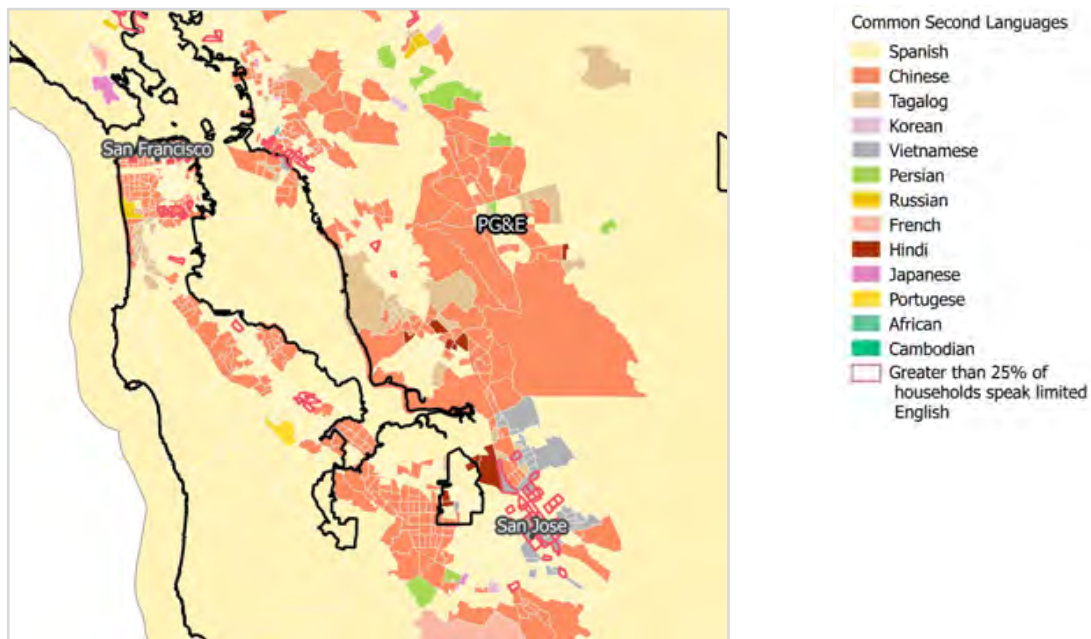 Common Second Languages
Spanish
Chinese
Tagalog
Korean
Vietnamese
Persian
Russian
French
Hindi
Japanese
Portugese
African
Cambodian
Greater than 25% of
households speak limited
English
San Francisco
PG&E
San Jose